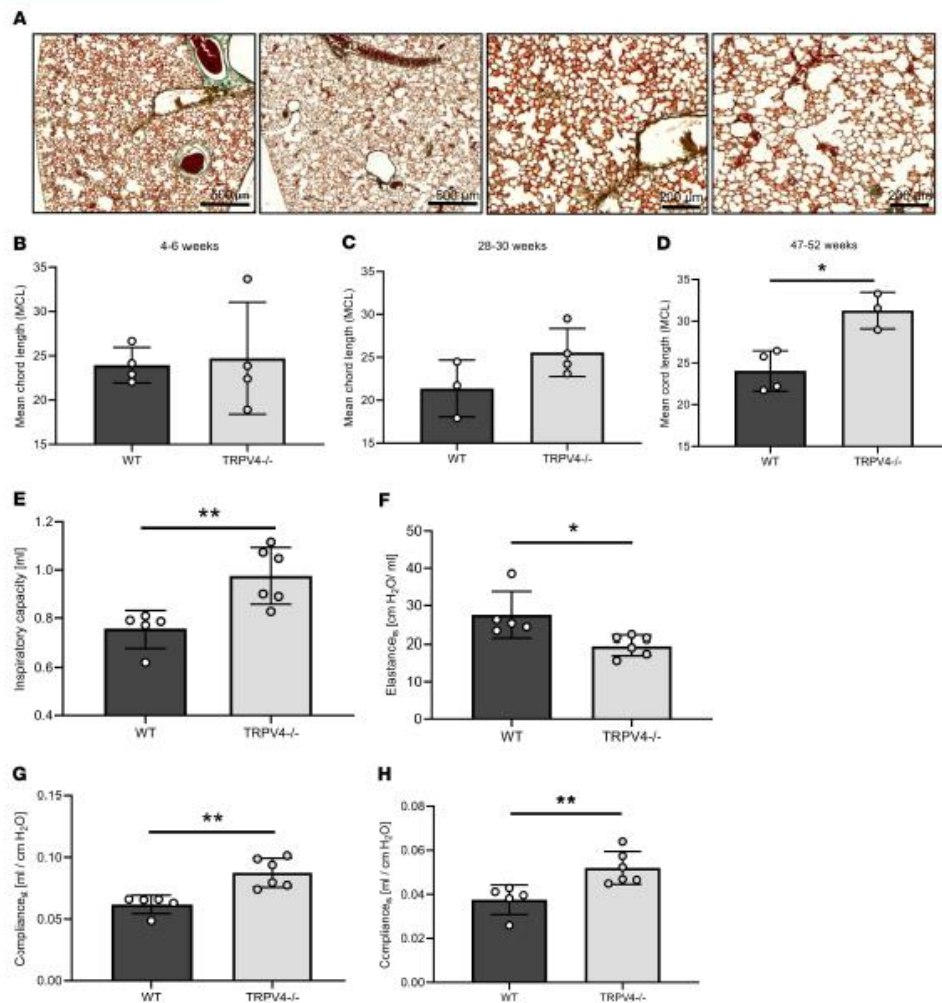 A
500 µm
500 µm
200 µm
200 µm
B
4-6 weeks
Mean chord length (MCL)
35
30
25
20
15
WT
TRPV4-/-
C
28-30 weeks
Mean chord length (MCL)
35
30
25
20
15
WT
TRPV4-/-
D
47-52 weeks
Mean cord length (MCL)
35
30
25
20
15
*
WT
TRPV4-/-
E
Inspiratory capacity [ml]
1.2
1.0
0.8
0.6
0.4
**
WT
TRPV4-/-
F
Elastance_rs [cm H2O/ ml]
50
40
30
20
10
0
*
WT
TRPV4-/-
G
Compliance_st [ml / cm H2O]
0.15
0.10
0.05
0.00
**
WT
TRPV4-/-
H
Compliance_rs [ml / cm H2O]
0.08
0.06
0.04
0.02
0.00
**
WT
TRPV4-/-